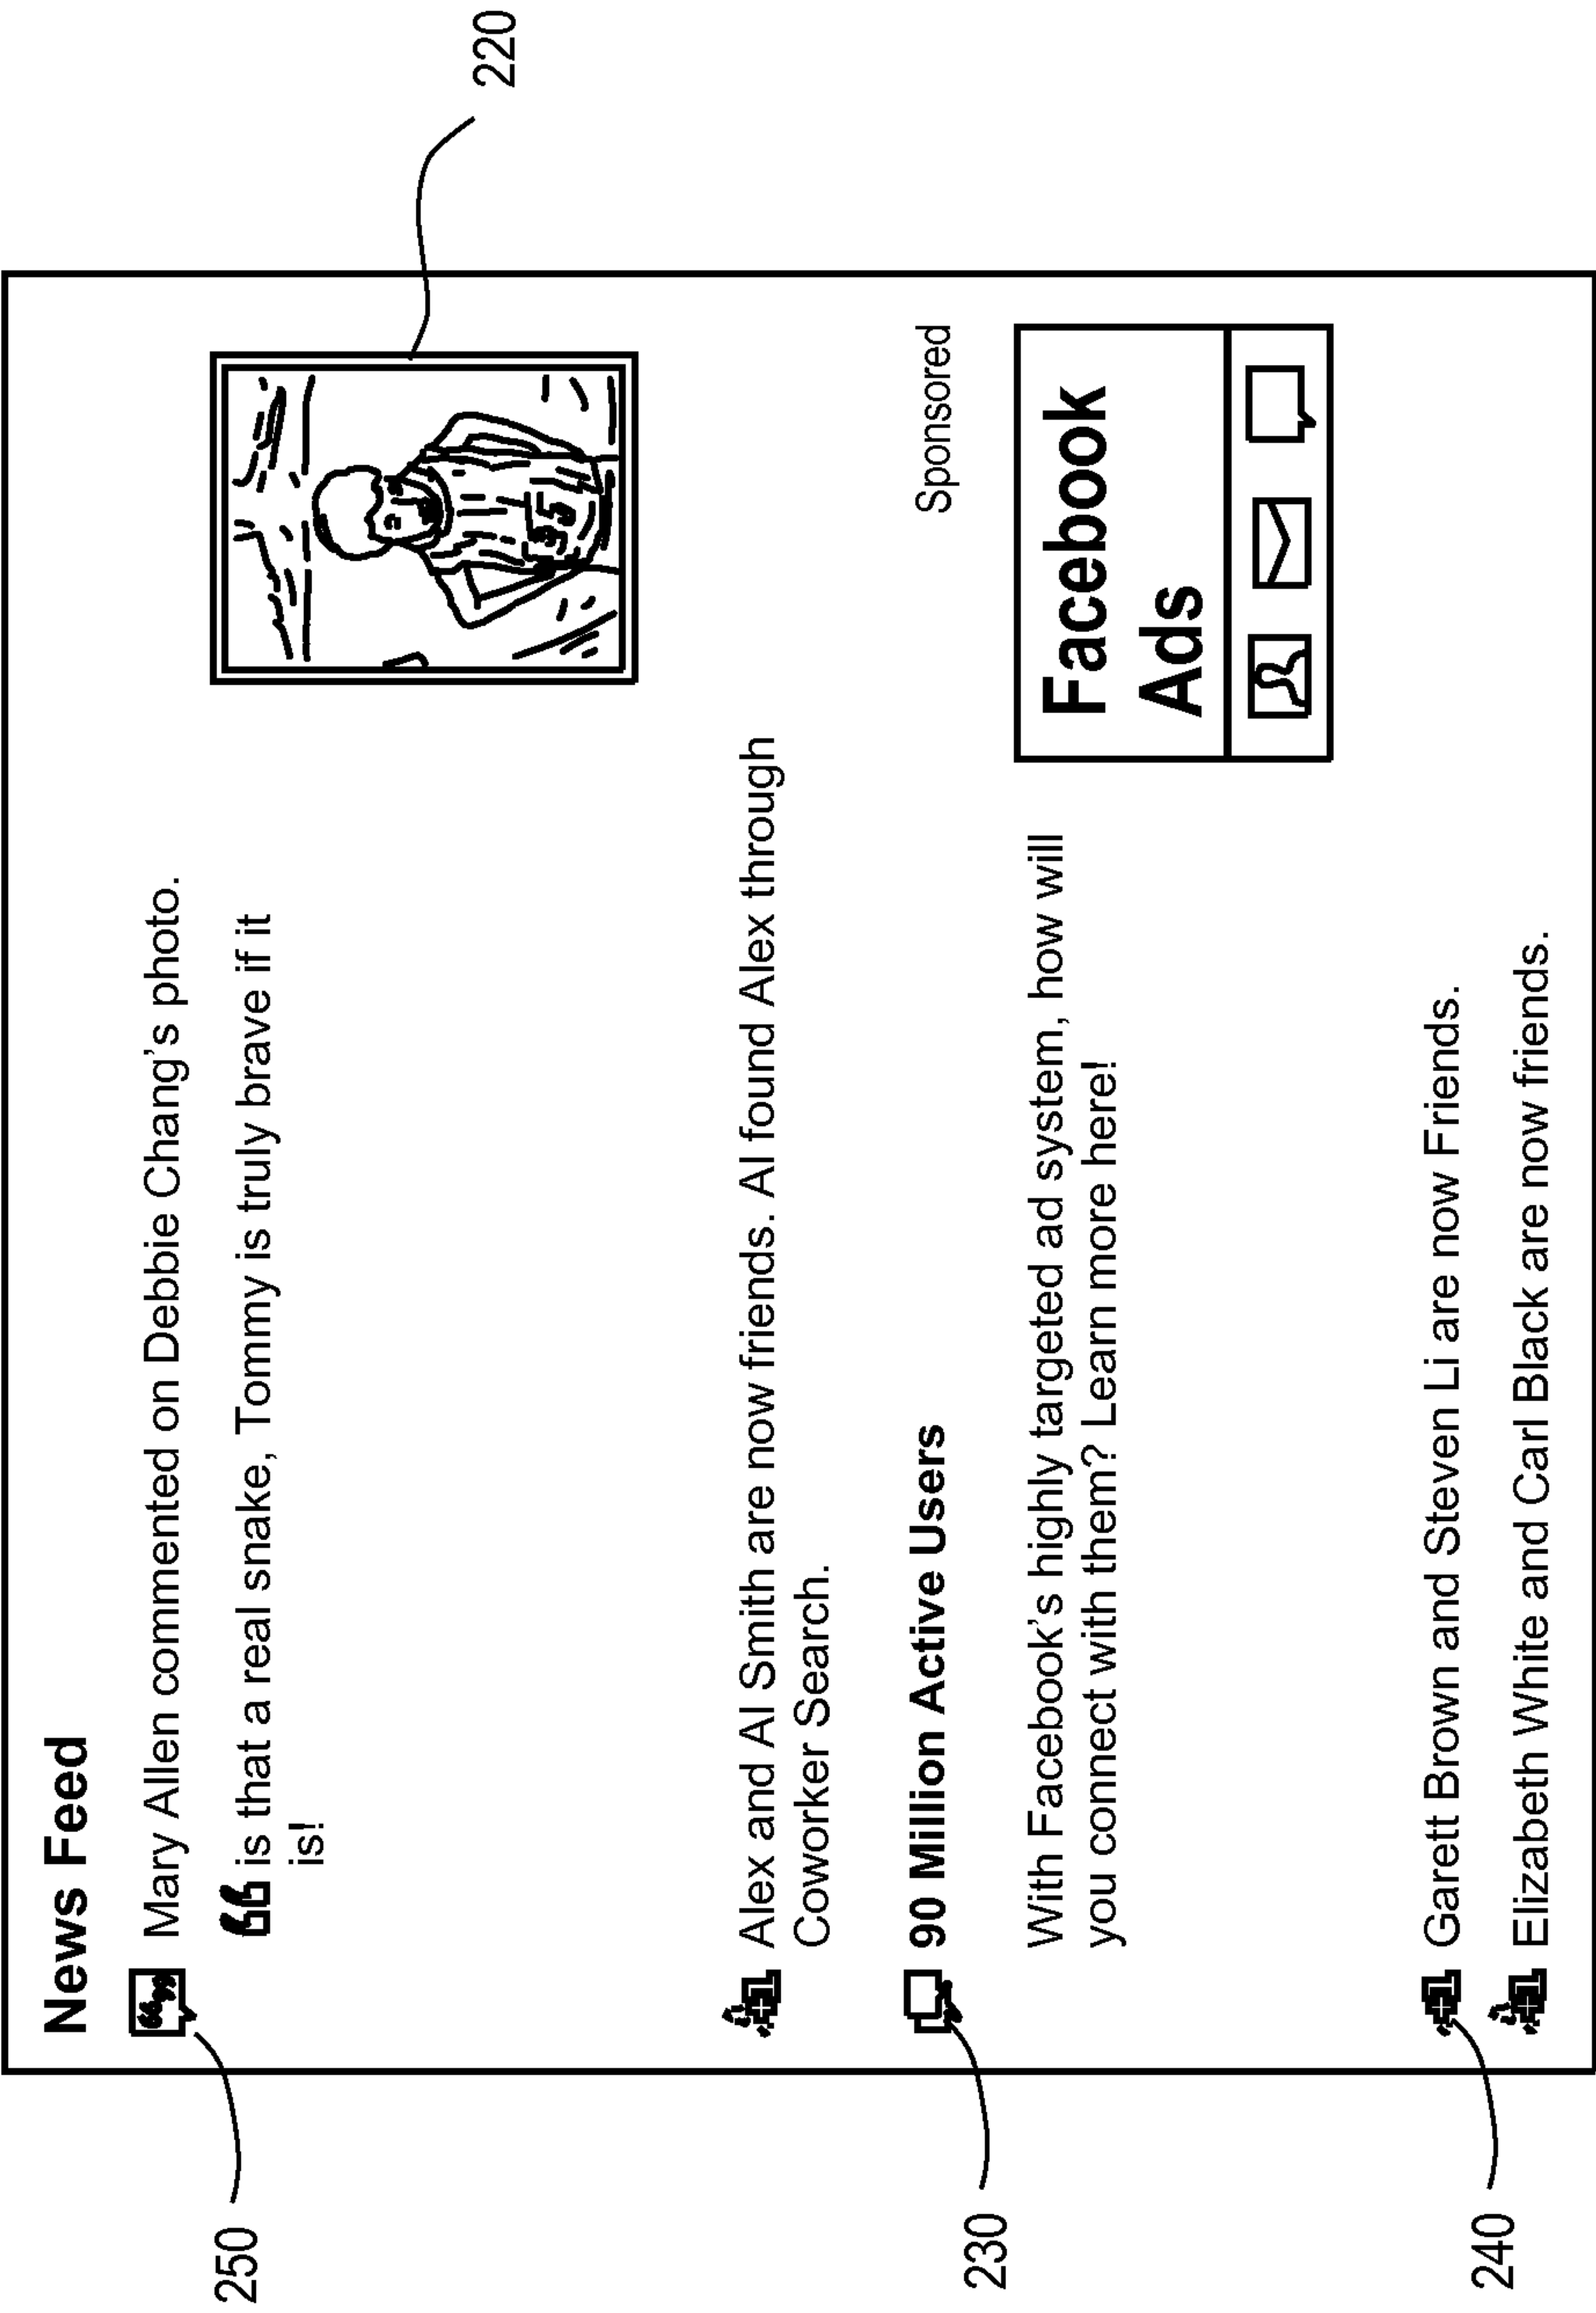 News Feed
Mary Allen commented on Debbie Chang's photo.
“ is that a real snake, Tommy is truly brave if it
is!
220
250
Alex and Al Smith are now friends. Al found Alex through
Coworker Search.
90 Million Active Users
Sponsored
With Facebook's highly targeted ad system, how will
you connect with them? Learn more here!
Facebook
Ads
230
Garett Brown and Steven Li are now Friends.
Elizabeth White and Carl Black are now friends.
240